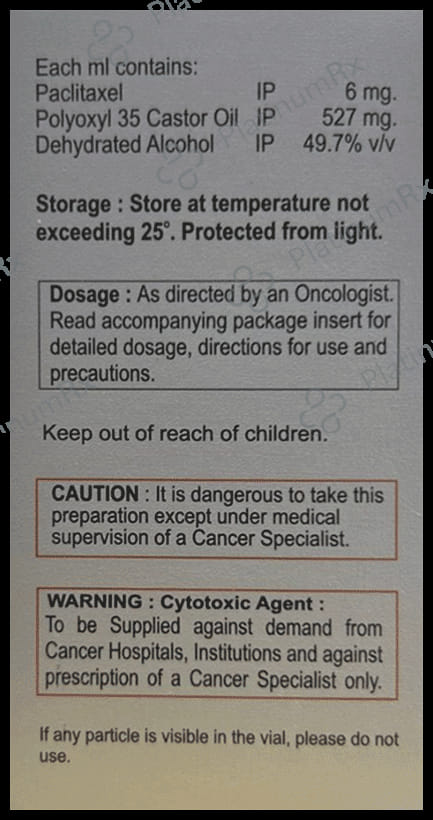 Each ml contains:
Paclitaxel IP 6 mg.
Polyoxyl 35 Castor Oil IP 527 mg.
Dehydrated Alcohol IP 49.7% v/v
Storage : Store at temperature not
exceeding 25°. Protected from light.
Dosage : As directed by an Oncologist.
Read accompanying package insert for
detailed dosage, directions for use and
precautions.
Keep out of reach of children.
CAUTION : It is dangerous to take this
preparation except under medical
supervision of a Cancer Specialist.
WARNING : Cytotoxic Agent :
To be Supplied against demand from
Cancer Hospitals, Institutions and against
prescription of a Cancer Specialist only.
If any particle is visible in the vial, please do not
use.
PlatinumRx
PlatinumRx
PlatinumRx